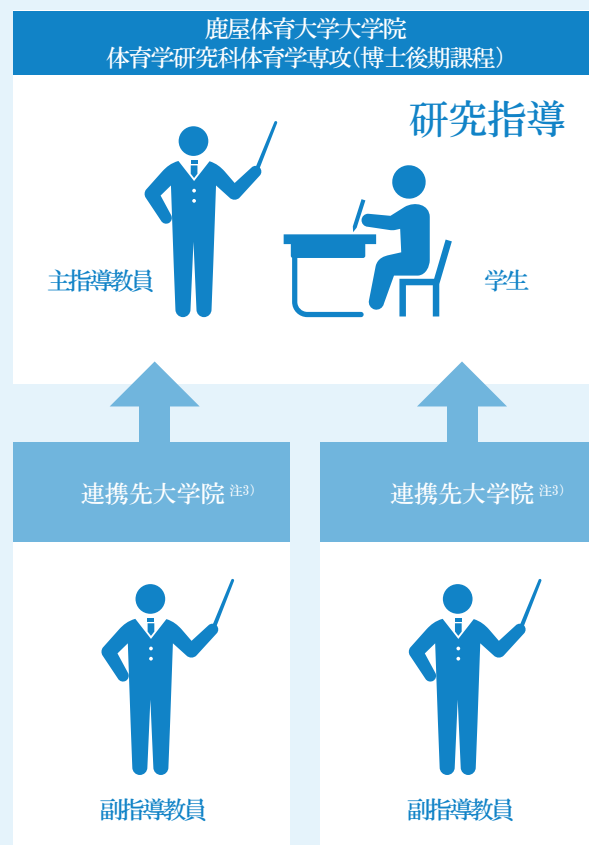 鹿屋体育大学大学院
体育学研究科体育学専攻(博士後期課程)
研究指導
主指導教員
学生
連携先大学院 注3)
連携先大学院 注3)
副指導教員
副指導教員